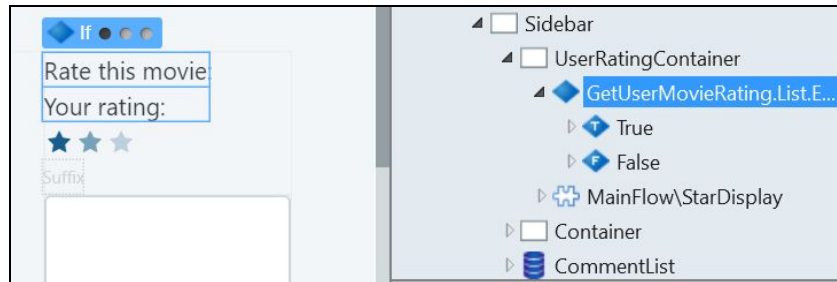 If
Rate this movie:
Your rating:
Suffix
Sidebar
UserRatingContainer
GetUserMovieRating.List.E...
T True
F False
MainFlow\StarDisplay
Container
CommentList